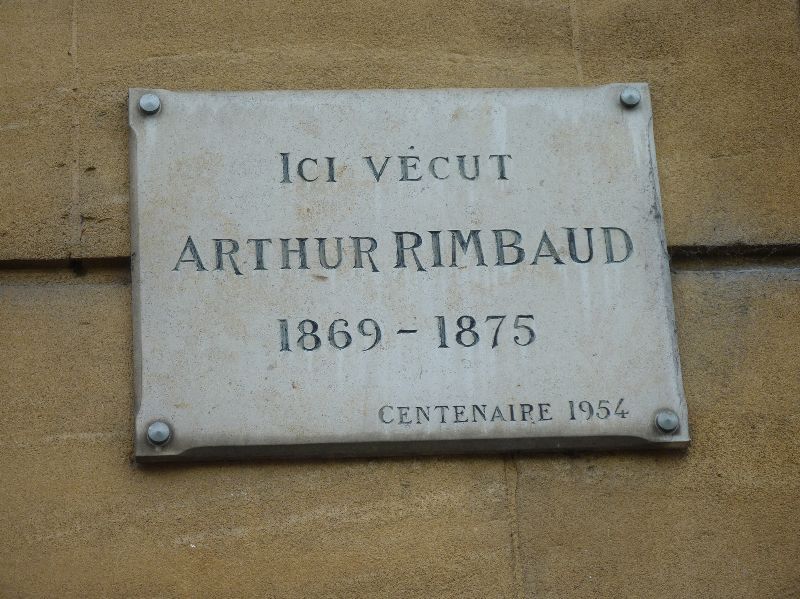 Ici vécut
Arthur Rimbaud
1869 - 1875
Centenaire 1954